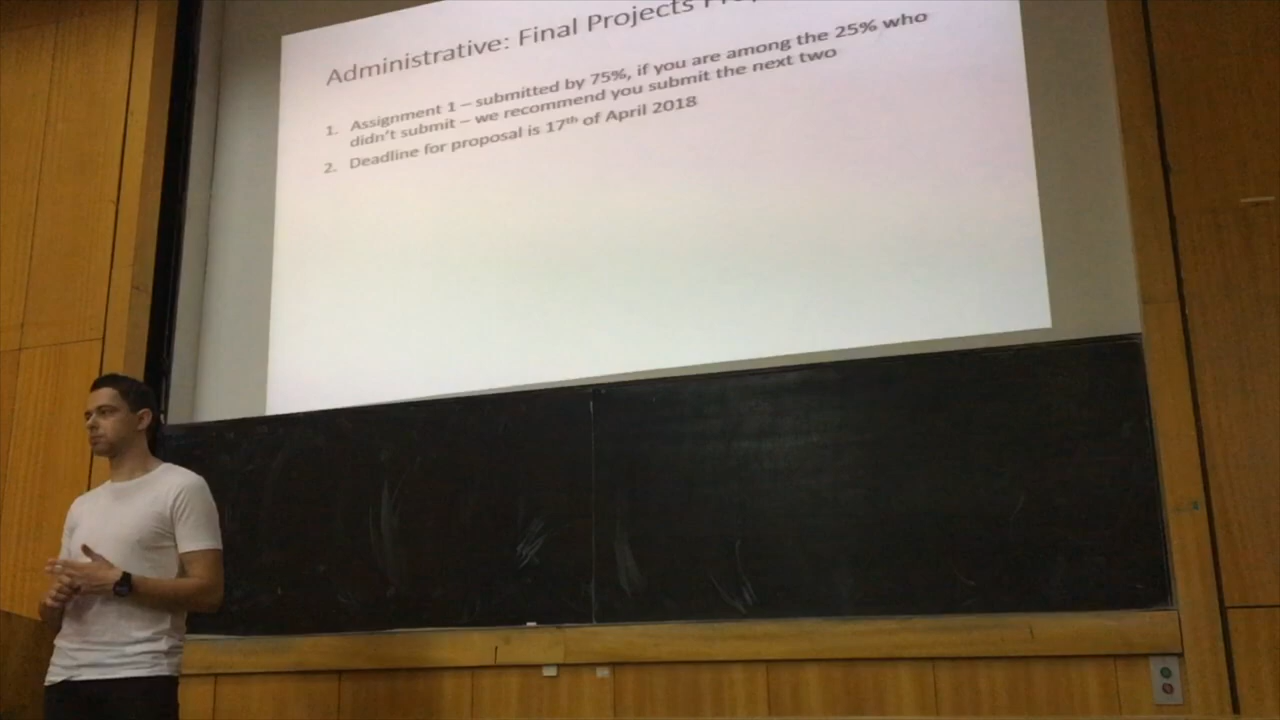 Administrative: Final Projects
1. Assignment 1 – submitted by 75%, if you are among the 25% who
didn't submit – we recommend you submit the next two
2. Deadline for proposal is 17th of April 2018